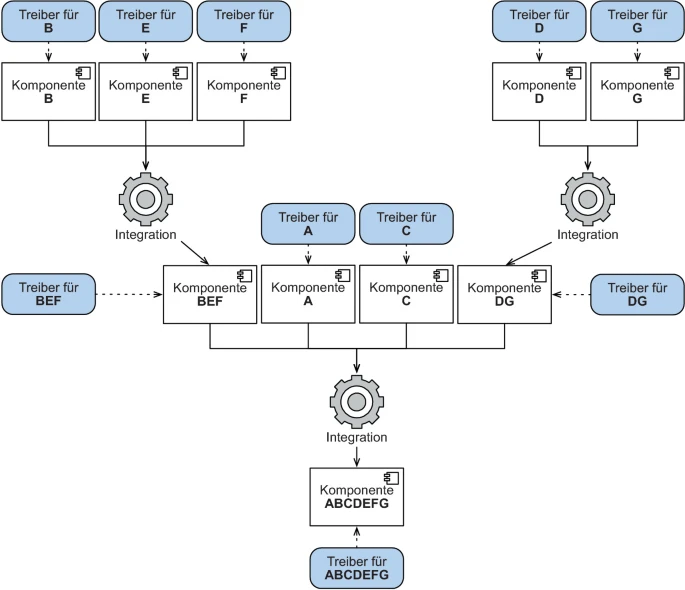 Treiber für
B
Treiber für
E
Treiber für
F
Treiber für
D
Treiber für
G
Komponente
B
Komponente
E
Komponente
F
Komponente
D
Komponente
G
Integration
Integration
Treiber für
A
Treiber für
C
Treiber für
BEF
Komponente
BEF
Komponente
A
Komponente
C
Komponente
DG
Treiber für
DG
Integration
Komponente
ABCDEFG
Treiber für
ABCDEFG